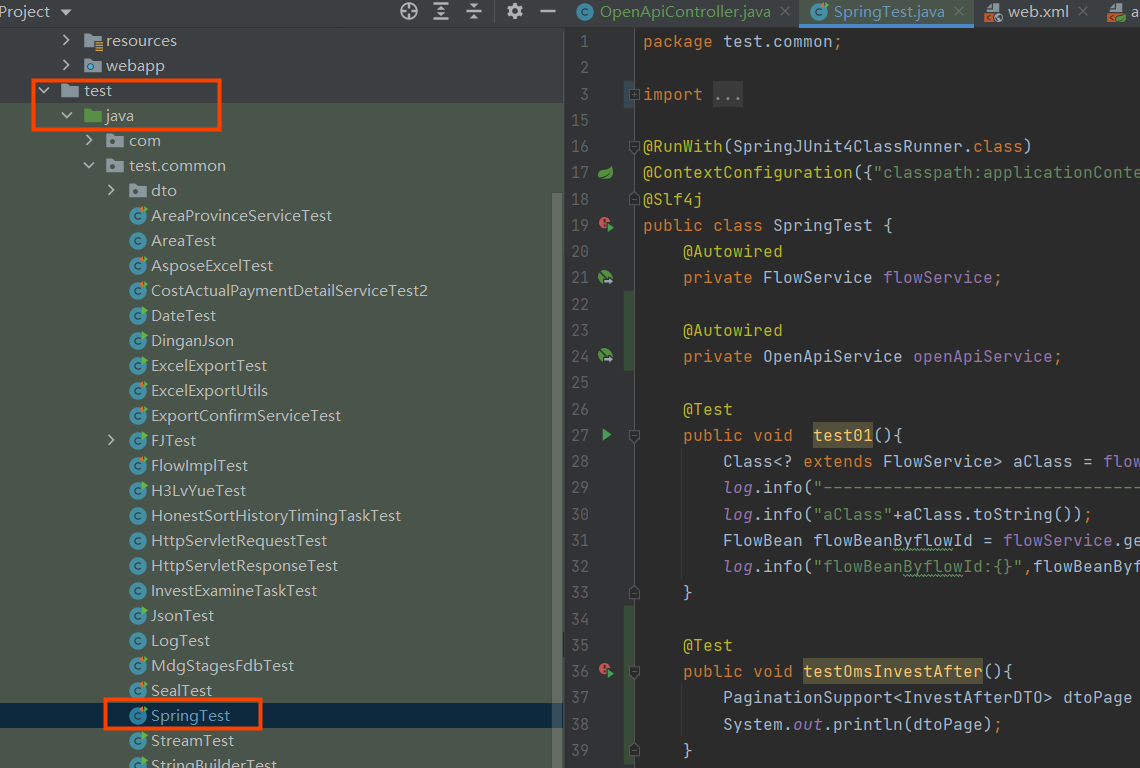 Project
resources
webapp
test
java
com
test.common
dto
AreaProvinceServiceTest
AreaTest
AsposeExcelTest
CostActualPaymentDetailServiceTest2
DateTest
DinganJson
ExcelExportTest
ExcelExportUtils
ExportConfirmServiceTest
FJTest
FlowImplTest
H3LvYueTest
HonestSortHistoryTimingTaskTest
HttpServletRequestTest
HttpServletResponseTest
InvestExamineTaskTest
JsonTest
LogTest
MdgStagesFdbTest
SealTest
SpringTest
StreamTest
StringBuilderTest
OpenApiController.java SpringTest.java web.xml a
1 package test.common;
2
3 import ...
15
16 @RunWith(SpringJUnit4ClassRunner.class)
17 @ContextConfiguration({"classpath:applicationConte
18 @Slf4j
19 public class SpringTest {
20 @Autowired
21 private FlowService flowService;
22
23 @Autowired
24 private OpenApiService openApiService;
25
26 @Test
27 public void test01(){
28 Class<? extends FlowService> aClass = flow
29 log.info("--------------------------------
30 log.info("aClass"+aClass.toString());
31 FlowBean flowBeanByflowId = flowService.ge
32 log.info("flowBeanByflowId:{}",flowBeanByf
33 }
34
35 @Test
36 public void testOmsInvestAfter(){
37 PaginationSupport<InvestAfterDTO> dtoPage
38 System.out.println(dtoPage);
39 }